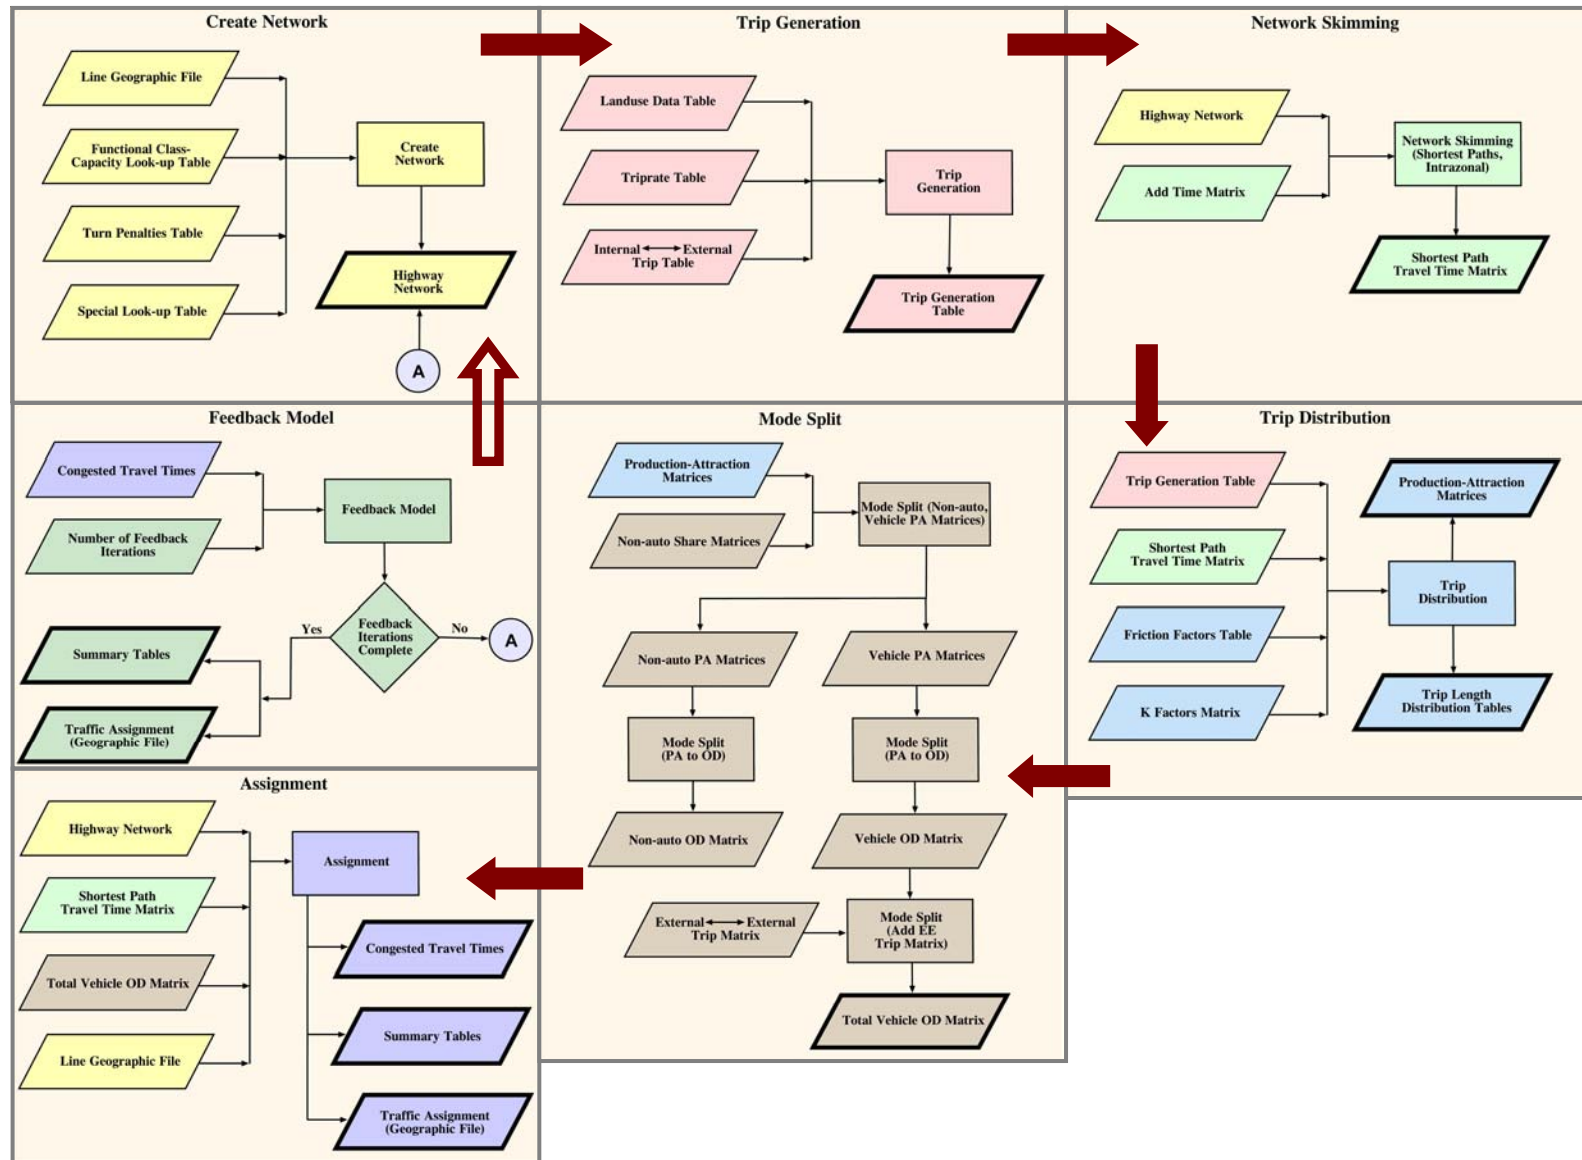 Create Network
Line Geographic File
Functional Class-
Capacity Look-up Table
Turn Penalties Table
Special Look-up Table
Create
Network
Highway
Network
A
Trip Generation
Landuse Data Table
Triprate Table
Internal External
Trip Table
Trip
Generation
Trip Generation
Table
Network Skimming
Highway Network
Add Time Matrix
Network Skimming
(Shortest Paths,
Intrazonal)
Shortest Path
Travel Time Matrix
Feedback Model
Congested Travel Times
Number of Feedback
Iterations
Feedback Model
Feedback
Iterations
Complete
Yes
No
A
Summary Tables
Traffic Assignment
(Geographic File)
Mode Split
Production-Attraction
Matrices
Non-auto Share Matrices
Mode Split (Non-auto,
Vehicle PA Matrices)
Non-auto PA Matrices
Vehicle PA Matrices
Mode Split
(PA to OD)
Mode Split
(PA to OD)
Non-auto OD Matrix
Vehicle OD Matrix
External External
Trip Matrix
Mode Split
(Add EE
Trip Matrix)
Total Vehicle OD Matrix
Trip Distribution
Trip Generation Table
Shortest Path
Travel Time Matrix
Friction Factors Table
K Factors Matrix
Production-Attraction
Matrices
Trip
Distribution
Trip Length
Distribution Tables
Assignment
Highway Network
Shortest Path
Travel Time Matrix
Total Vehicle OD Matrix
Line Geographic File
Assignment
Congested Travel Times
Summary Tables
Traffic Assignment
(Geographic File)